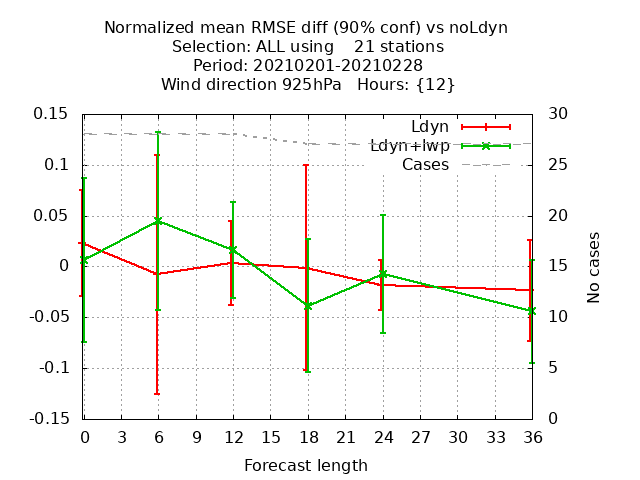 Normalized mean RMSE diff (90% conf) vs noLdyn
Selection: ALL using    21 stations
Period: 20210201-20210228
Wind direction 925hPa   Hours: {12}
0.15
0.1
0.05
0
-0.05
-0.1
-0.15
30
25
20
15
10
5
0
Ldyn
Ldyn+lwp
Cases
No cases
0 3 6 9 12 15 18 21 24 27 30 33 36
Forecast length